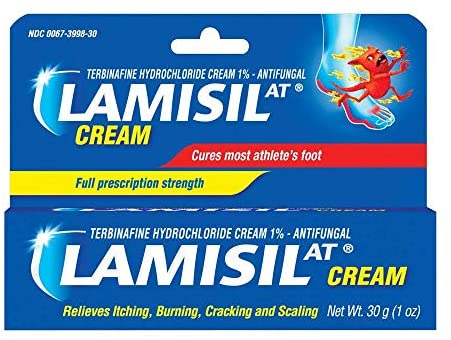 NDC 0067-3998-30
TERBINAFINE HYDROCHLORIDE CREAM 1% - ANTIFUNGAL
LAMISIL AT ®
CREAM
Cures most athlete's foot
Full prescription strength
TERBINAFINE HYDROCHLORIDE CREAM 1% - ANTIFUNGAL
LAMISIL AT ® CREAM
Relieves Itching, Burning, Cracking and Scaling Net Wt. 30 g (1 oz)